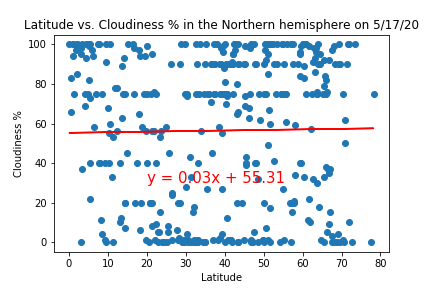 Latitude vs. Cloudiness % in the Northern hemisphere on 5/17/20
100
80
60
40
20
0
Cloudiness %
y = 0.03x + 55.31
0 10 20 30 40 50 60 70 80
Latitude